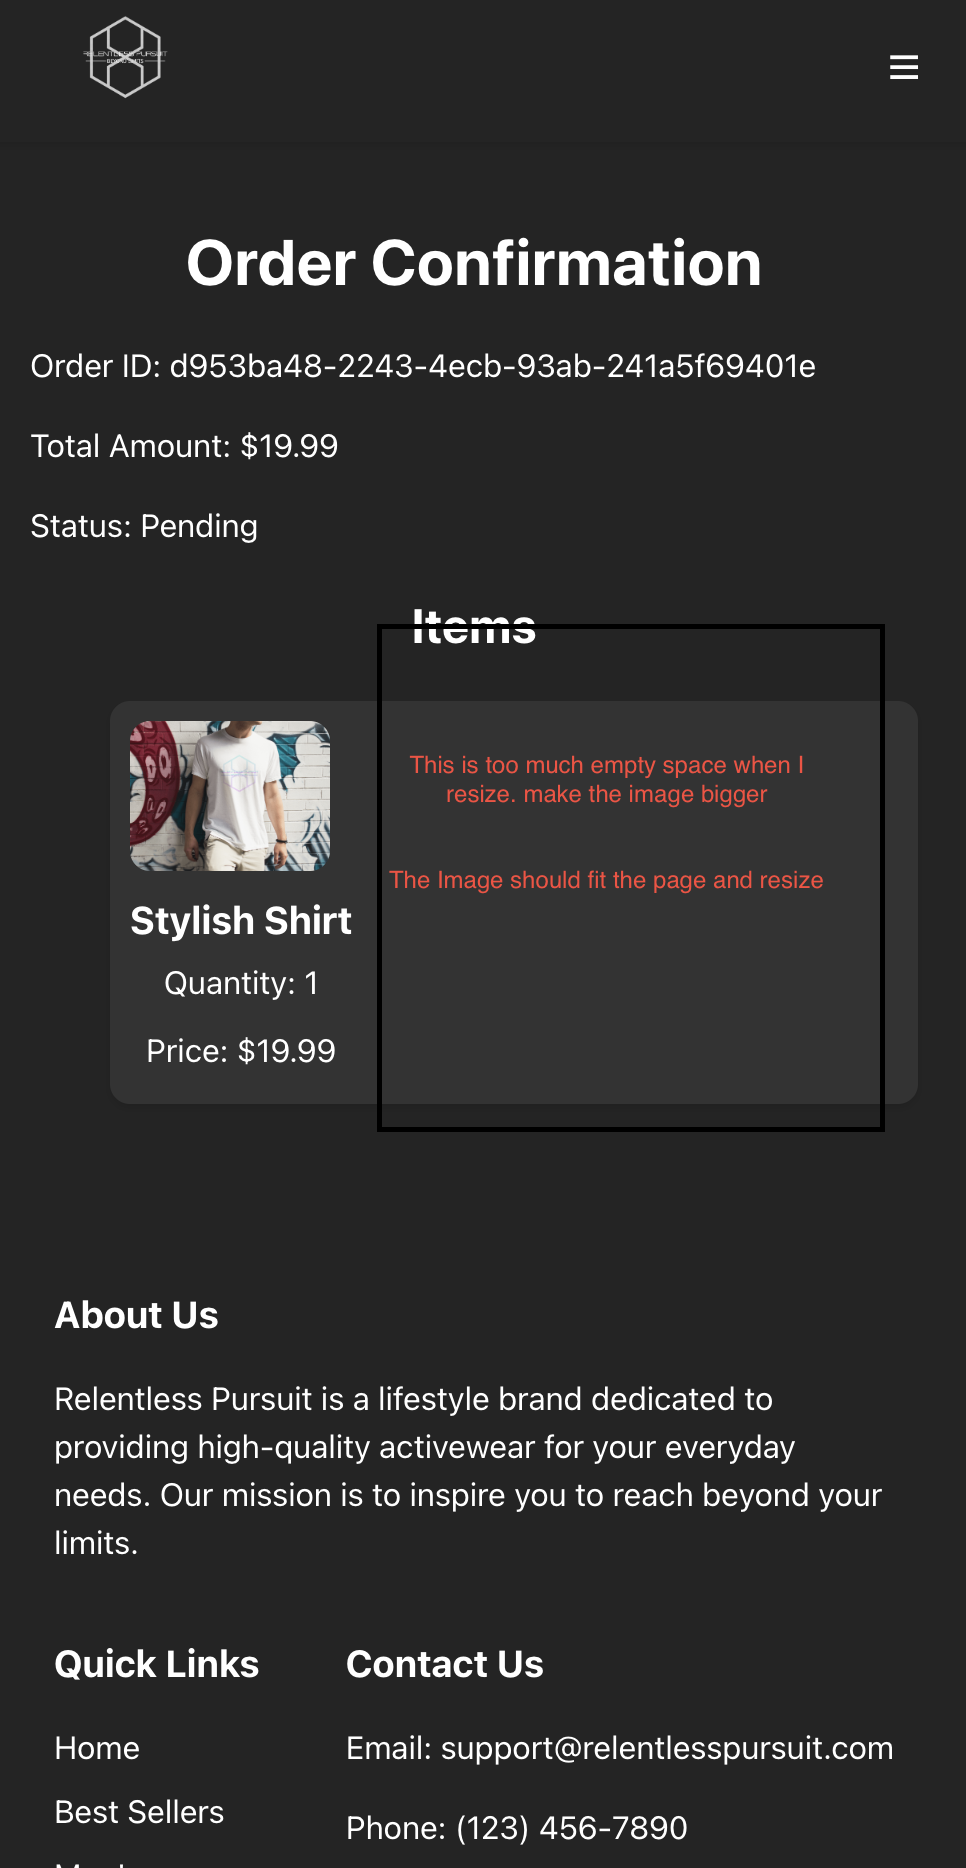 RELENTLESS PURSUIT
Order Confirmation
Order ID: d953ba48-2243-4ecb-93ab-241a5f69401e
Total Amount: $19.99
Status: Pending
Items
This is too much empty space when I
resize. make the image bigger
The Image should fit the page and resize
Stylish Shirt
Quantity: 1
Price: $19.99
About Us
Relentless Pursuit is a lifestyle brand dedicated to
providing high-quality activewear for your everyday
needs. Our mission is to inspire you to reach beyond your
limits.
Quick Links
Contact Us
Home
Email: support@relentlesspursuit.com
Best Sellers
Phone: (123) 456-7890